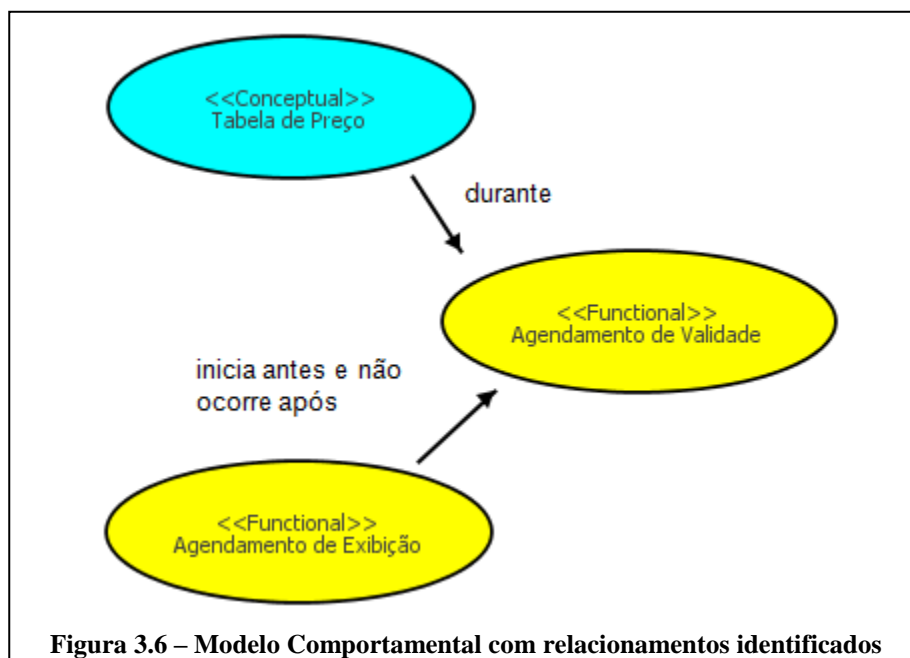 <<Conceptual>>
Tabela de Preço
durante
<<Functional>>
Agendamento de Validade
inicia antes e não
ocorre após
<<Functional>>
Agendamento de Exibição
Figura 3.6 – Modelo Comportamental com relacionamentos identificados